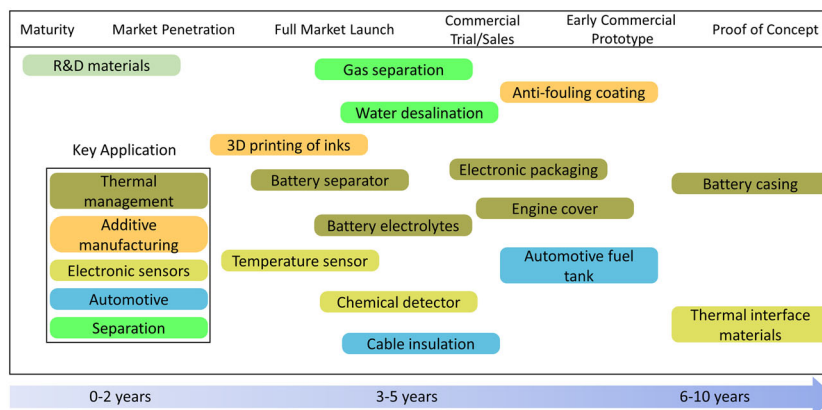 Maturity
Market Penetration
Full Market Launch
Commercial
Trial/Sales
Early Commercial
Prototype
Proof of Concept
R&D materials
Gas separation
Anti-fouling coating
Water desalination
3D printing of inks
Key Application
Thermal
management
Additive
manufacturing
Electronic sensors
Automotive
Separation
Battery separator
Electronic packaging
Battery casing
Engine cover
Battery electrolytes
Temperature sensor
Automotive fuel
tank
Chemical detector
Thermal interface
materials
Cable insulation
0-2 years
3-5 years
6-10 years